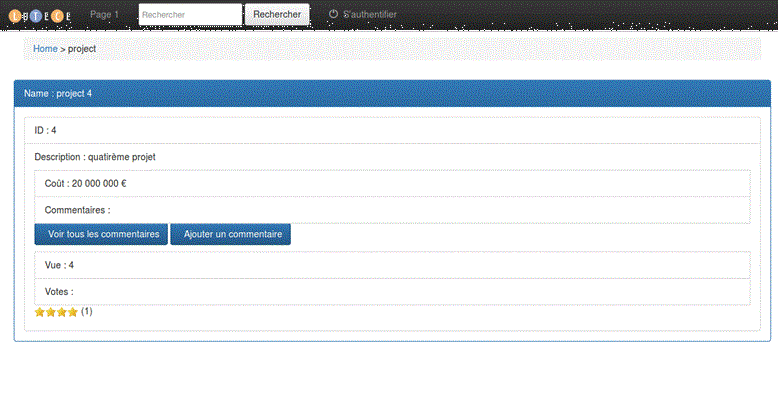 LUTECE Page 1 Rechercher Rechercher S'authentifier
Home > project
Name : project 4
ID : 4
Description : quatirème projet
Coût : 20 000 000 €
Commentaires :
Voir tous les commentaires Ajouter un commentaire
Vue : 4
Votes :
(1)